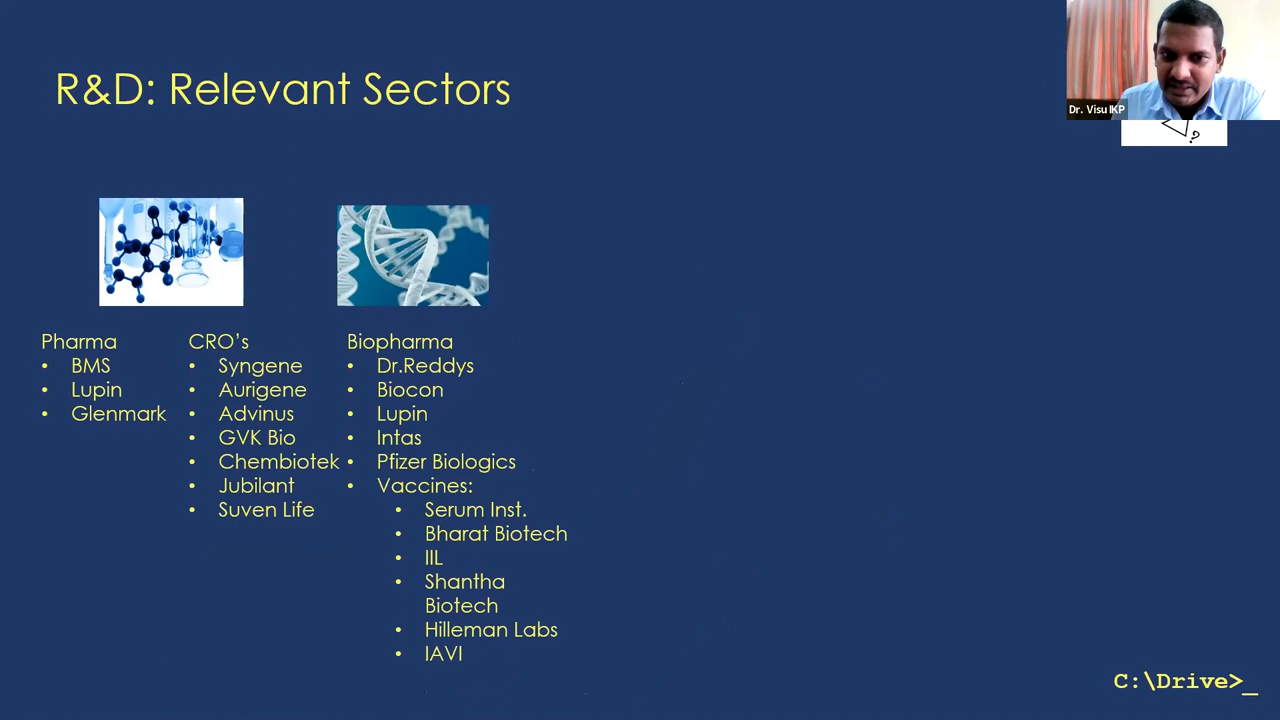 R&D: Relevant Sectors
Dr. Visu IKP
?
Pharma
• BMS
• Lupin
• Glenmark
CRO’s
• Syngene
• Aurigene
• Advinus
• GVK Bio
• Chembiotek
• Jubilant
• Suven Life
Biopharma
• Dr.Reddys
• Biocon
• Lupin
• Intas
• Pfizer Biologics
• Vaccines:
• Serum Inst.
• Bharat Biotech
• IIL
• Shantha
Biotech
• Hilleman Labs
• IAVI
C:\Drive>_